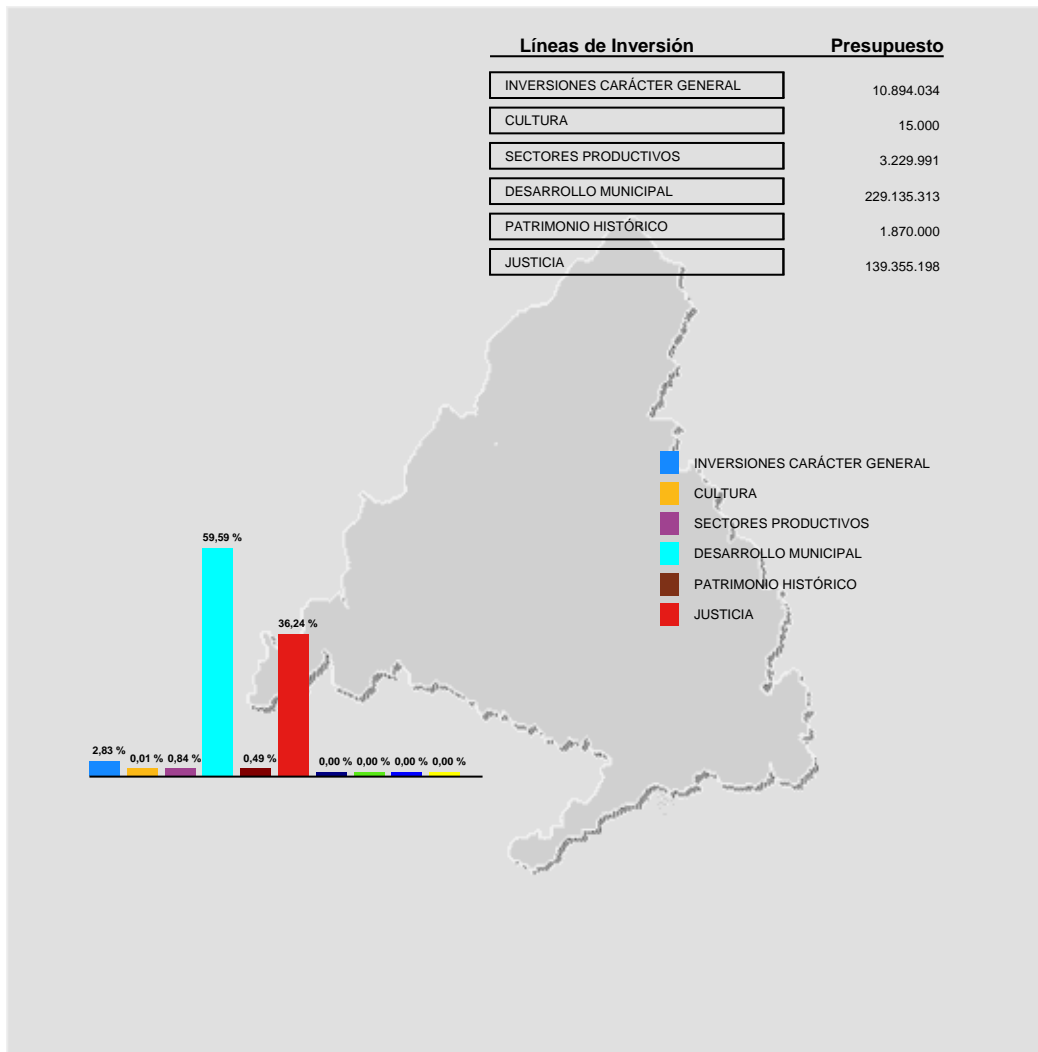 Líneas de Inversión Presupuesto
INVERSIONES CARÁCTER GENERAL 10.894.034
CULTURA 15.000
SECTORES PRODUCTIVOS 3.229.991
DESARROLLO MUNICIPAL 229.135.313
PATRIMONIO HISTÓRICO 1.870.000
JUSTICIA 139.355.198
INVERSIONES CARÁCTER GENERAL
CULTURA
SECTORES PRODUCTIVOS
DESARROLLO MUNICIPAL
PATRIMONIO HISTÓRICO
JUSTICIA
59,59 %
36,24 %
2,83 % 0,01 % 0,84 % 0,49 % 0,00 % 0,00 % 0,00 % 0,00 %